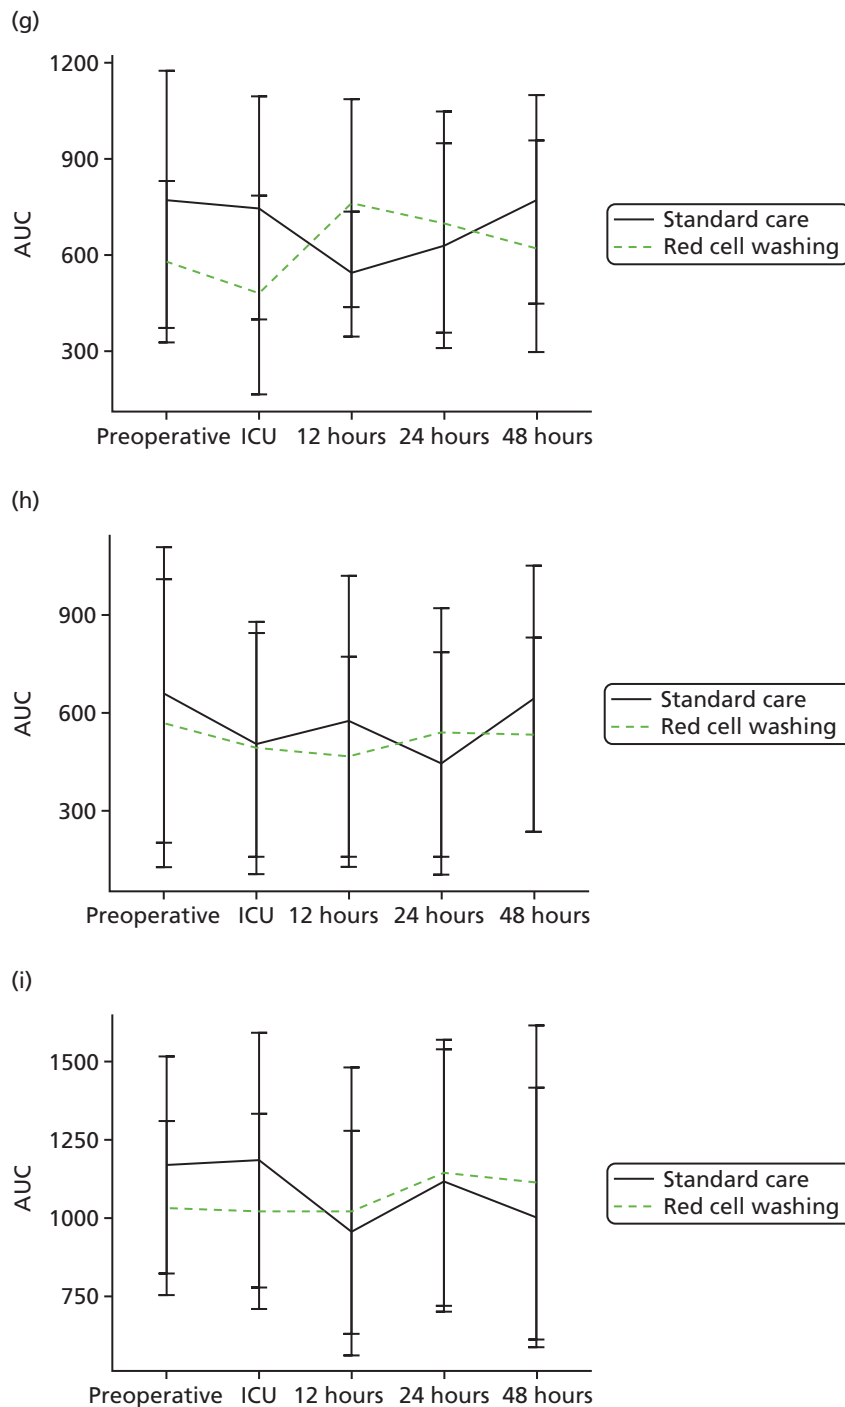 (g)
1200
900
600
300
AUC
Preoperative ICU 12 hours 24 hours 48 hours
Standard care
Red cell washing
(h)
900
600
300
AUC
Preoperative ICU 12 hours 24 hours 48 hours
Standard care
Red cell washing
(i)
1500
1250
1000
750
AUC
Preoperative ICU 12 hours 24 hours 48 hours
Standard care
Red cell washing